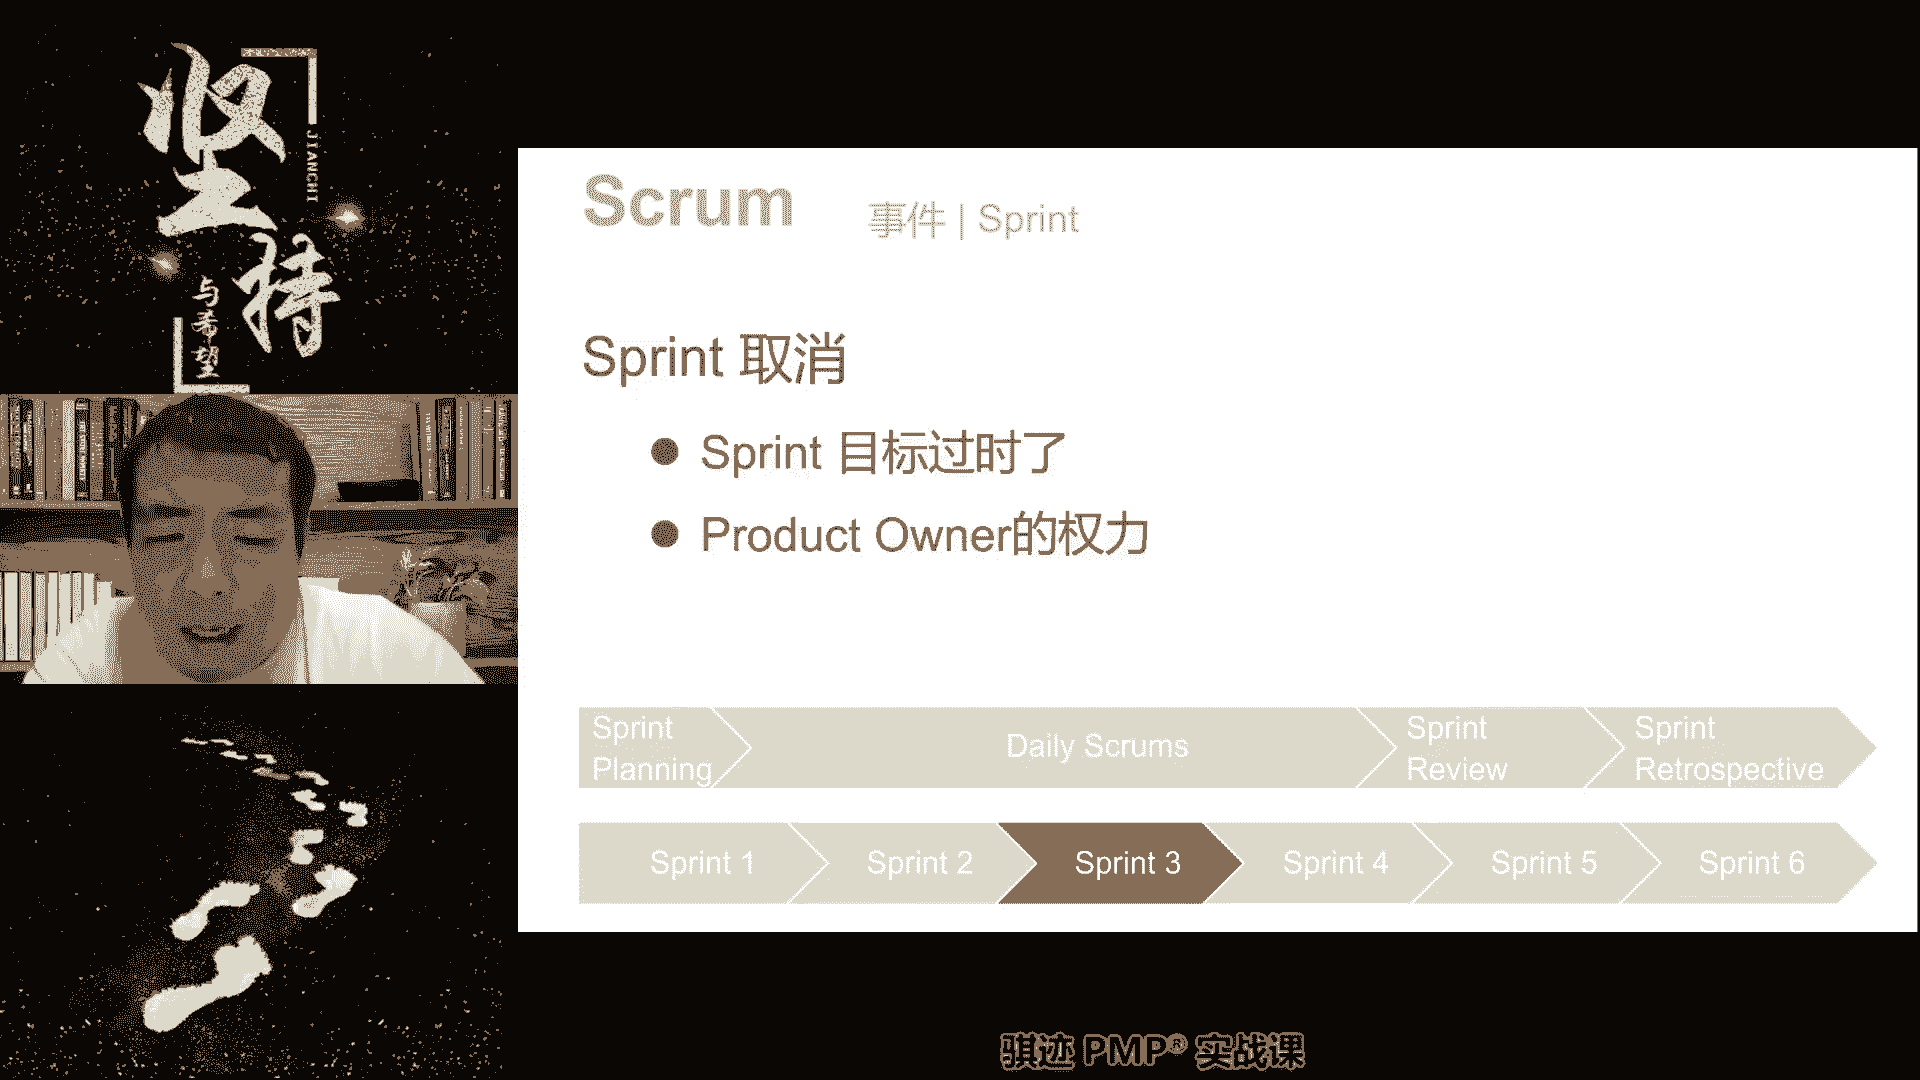 坚持
JIANCHI
与希望
Scrum
事件 | Sprint
Sprint 取消
● Sprint 目标过时了
● Product Owner的权力
Sprint Planning
Daily Scrums
Sprint Review
Sprint Retrospective
Sprint 1
Sprint 2
Sprint 3
Sprint 4
Sprint 5
Sprint 6
骐迹 PMP® 实战课